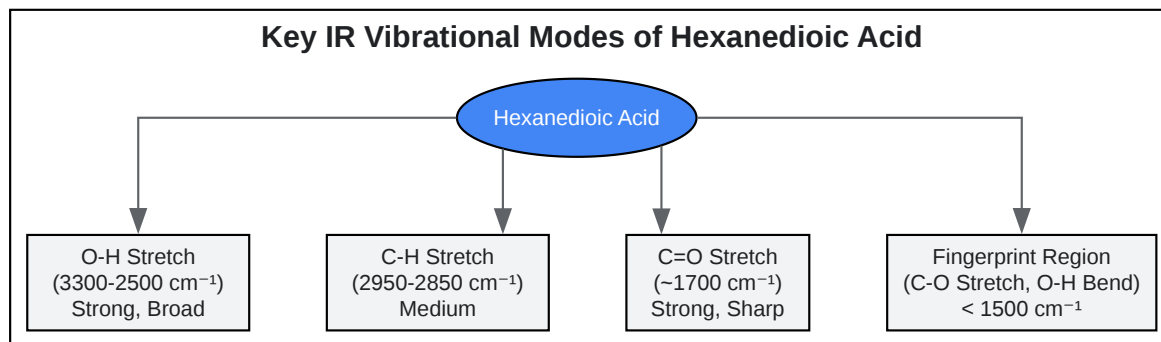 Key IR Vibrational Modes of Hexanedioic Acid
Hexanedioic Acid
O-H Stretch
(3300-2500 cm⁻¹)
Strong, Broad
C-H Stretch
(2950-2850 cm⁻¹)
Medium
C=O Stretch
(~1700 cm⁻¹)
Strong, Sharp
Fingerprint Region
(C-O Stretch, O-H Bend)
< 1500 cm⁻¹